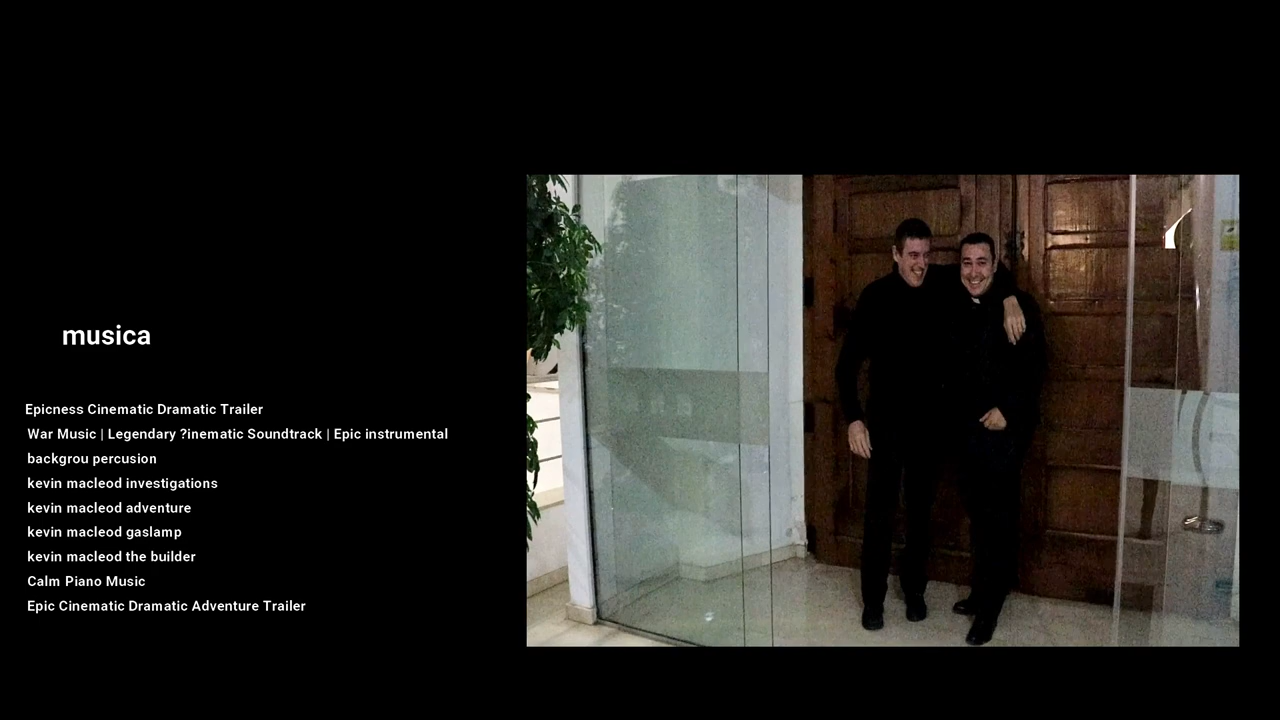 musica
Epicness Cinematic Dramatic Trailer
War Music | Legendary ?inematic Soundtrack | Epic instrumental
backgrou percusion
kevin macleod investigations
kevin macleod adventure
kevin macleod gaslamp
kevin macleod the builder
Calm Piano Music
Epic Cinematic Dramatic Adventure Trailer